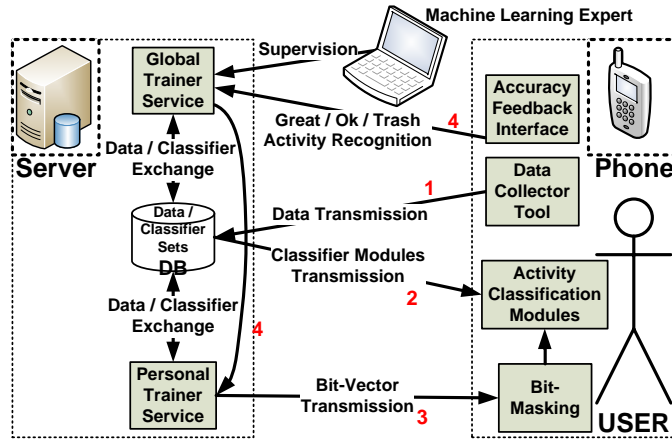 Machine Learning Expert
Global
Trainer
Service
Supervision
Accuracy
Feedback
Interface
Great / Ok / Trash
Activity Recognition
4
Server
Phone
Data / Classifier
Exchange
1
Data
Collector
Tool
Data Transmission
Data /
Classifier
Sets
DB
Classifier Modules
Transmission
2
Activity
Classification
Modules
Data / Classifier
Exchange
4
Personal
Trainer
Service
Bit-Vector
Transmission
3
Bit-
Masking
USER